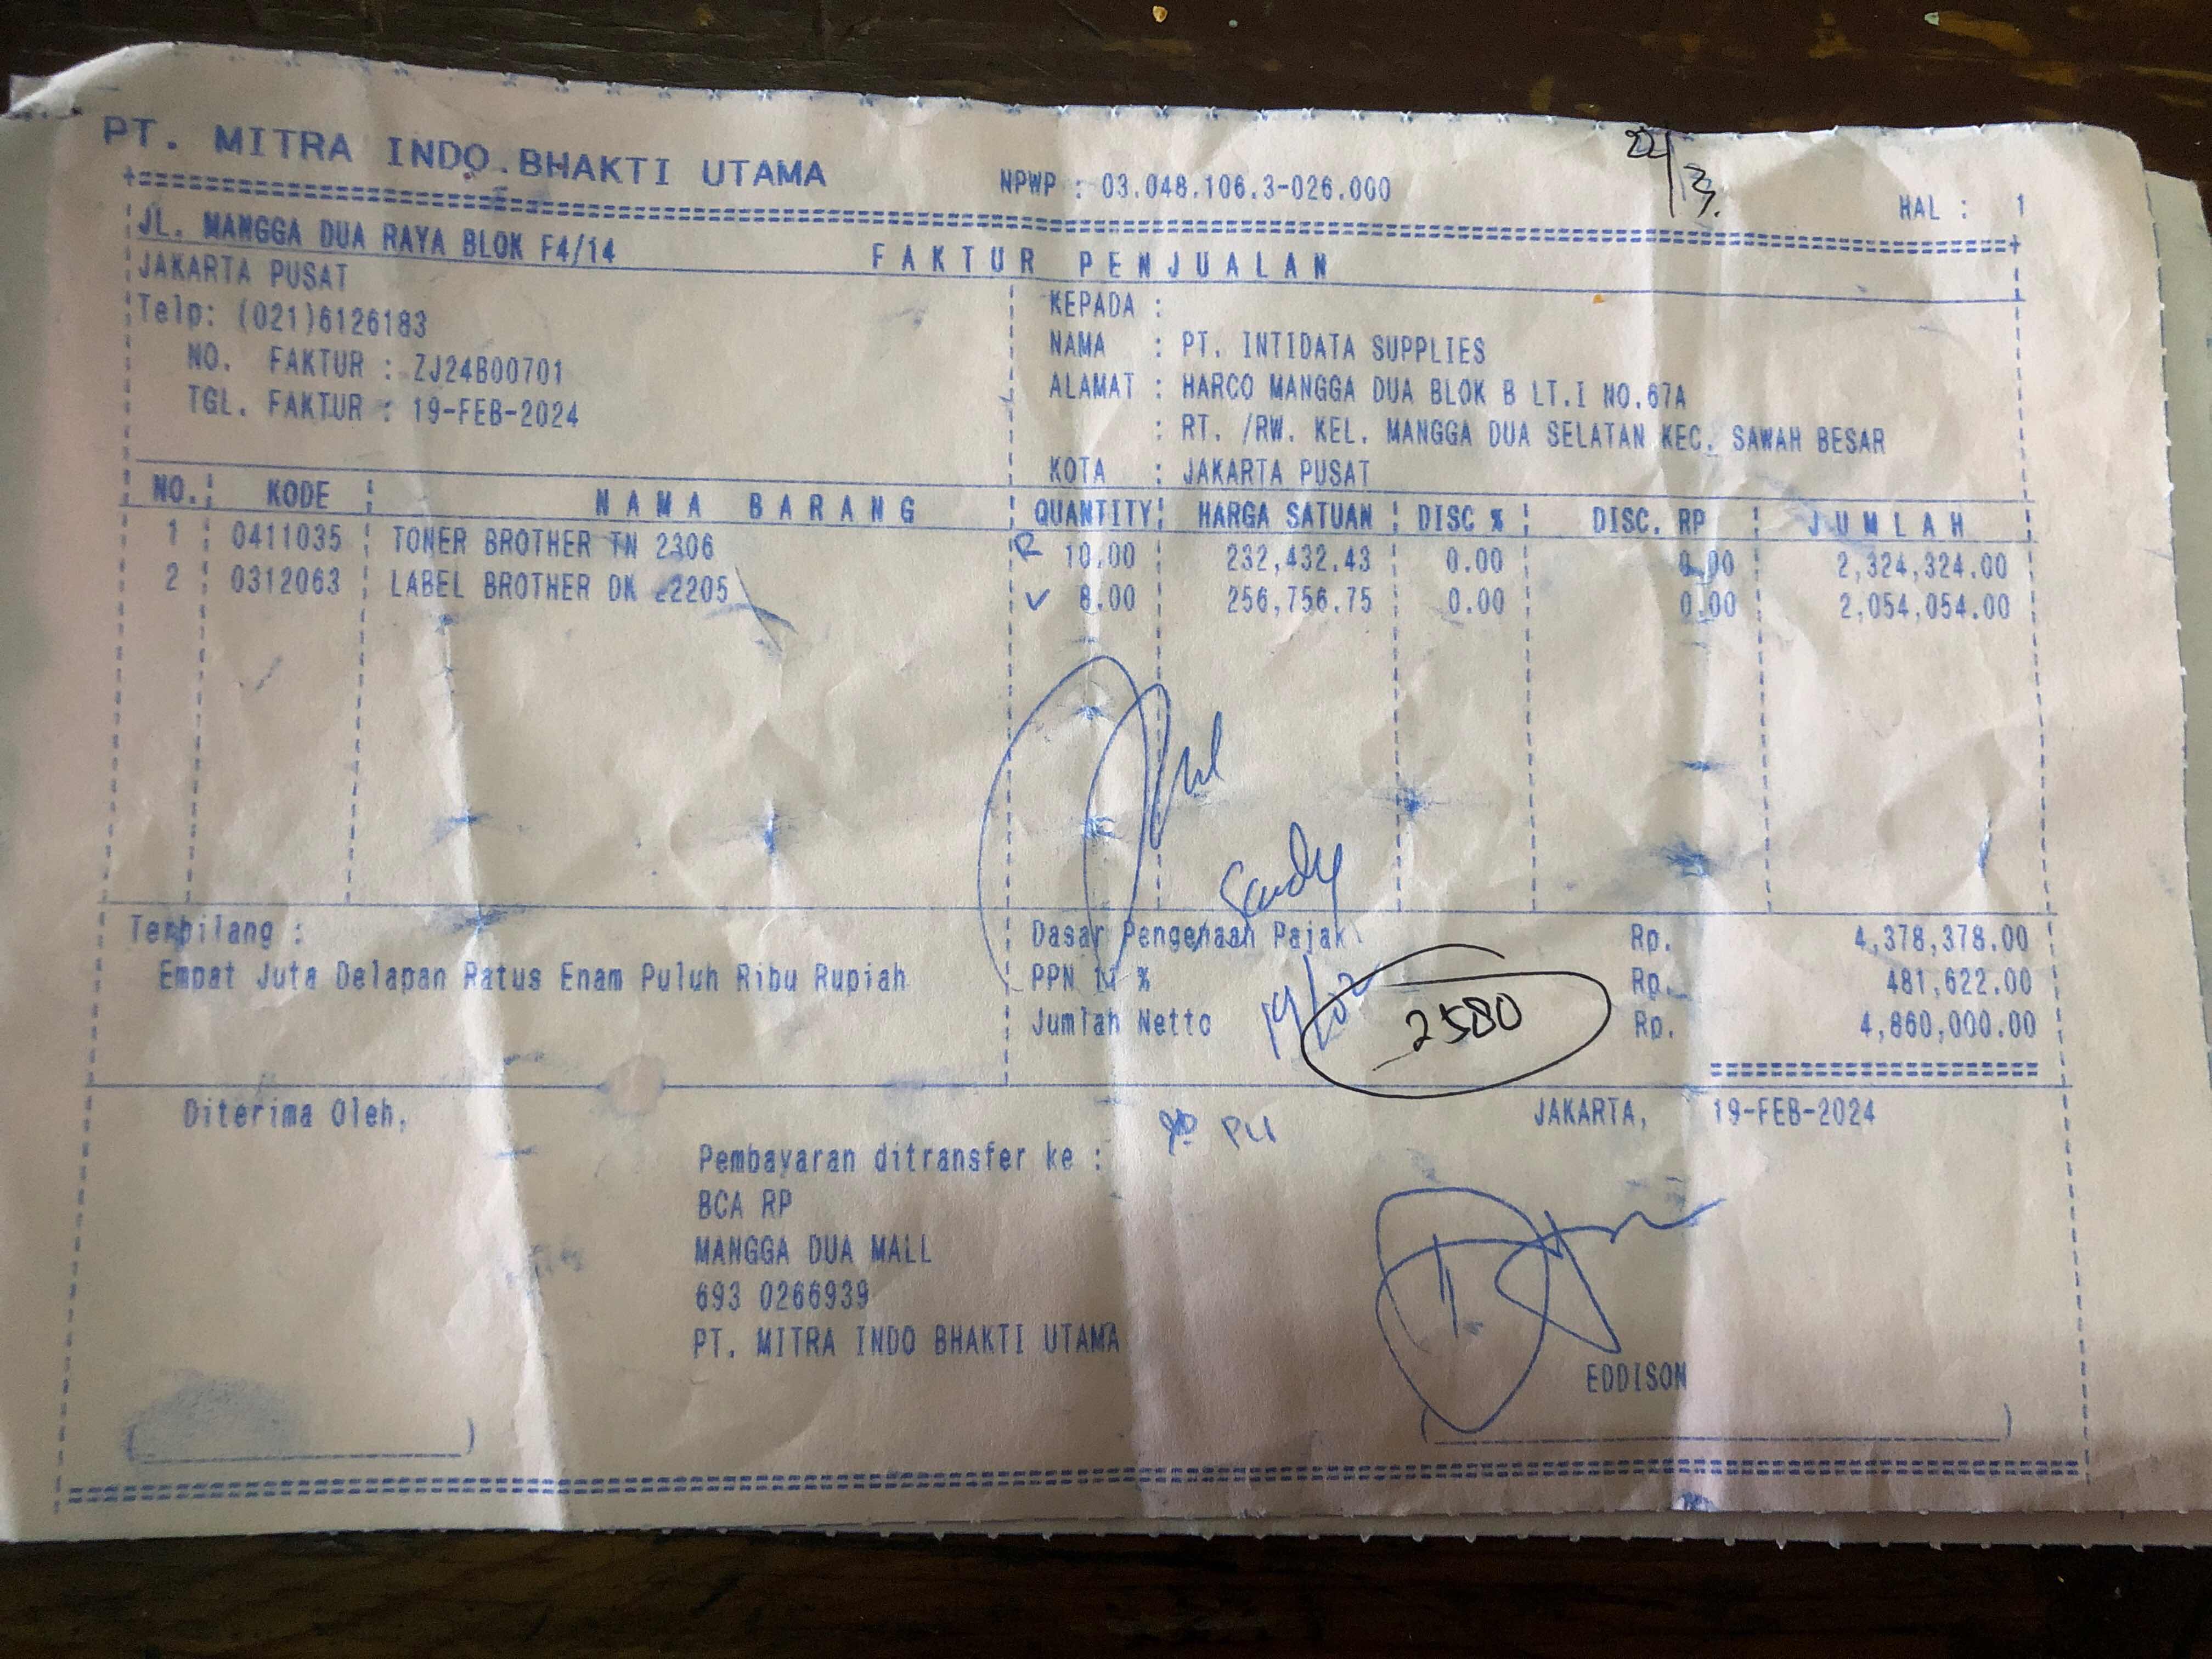 22/3.
PT. MITRA INDO BHAKTI UTAMA NPWP : 03.048.106.3-026.000 HAL : 1
JL. MANGGA DUA RAYA BLOK F4/14 FAKTUR PENJUALAN
JAKARTA PUSAT
Telp: (021)6126183
NO. FAKTUR : ZJ24B00701
TGL. FAKTUR : 19-FEB-2024
KEPADA :
NAMA : PT. INTIDATA SUPPLIES
ALAMAT : HARCO MANGGA DUA BLOK B LT.I NO.67A
: RT. /RW. KEL. MANGGA DUA SELATAN KEC. SAWAH BESAR
KOTA : JAKARTA PUSAT
NO. KODE NAMA BARANG QUANTITY HARGA SATUAN DISC % DISC. RP JUMLAH
1 0411035 TONER BROTHER TN 2306 10.00 232,432.43 0.00 0.00 2,324,324.00
2 0312063 LABEL BROTHER DK 22205 8.00 256,756.75 0.00 0.00 2,054,054.00
Sandy
Terbilang :
Empat Juta Delapan Ratus Enam Puluh Ribu Rupiah
Dasar Pengenaan Pajak Rp. 4,378,378.00
PPN 11 % Rp. 481,622.00
Jumlah Netto Rp. 4,860,000.00
19/02
2580
Diterima Oleh, JAKARTA, 19-FEB-2024
Pembayaran ditransfer ke :
BCA RP
MANGGA DUA MALL
693 0266939
PT. MITRA INDO BHAKTI UTAMA
EDDISON